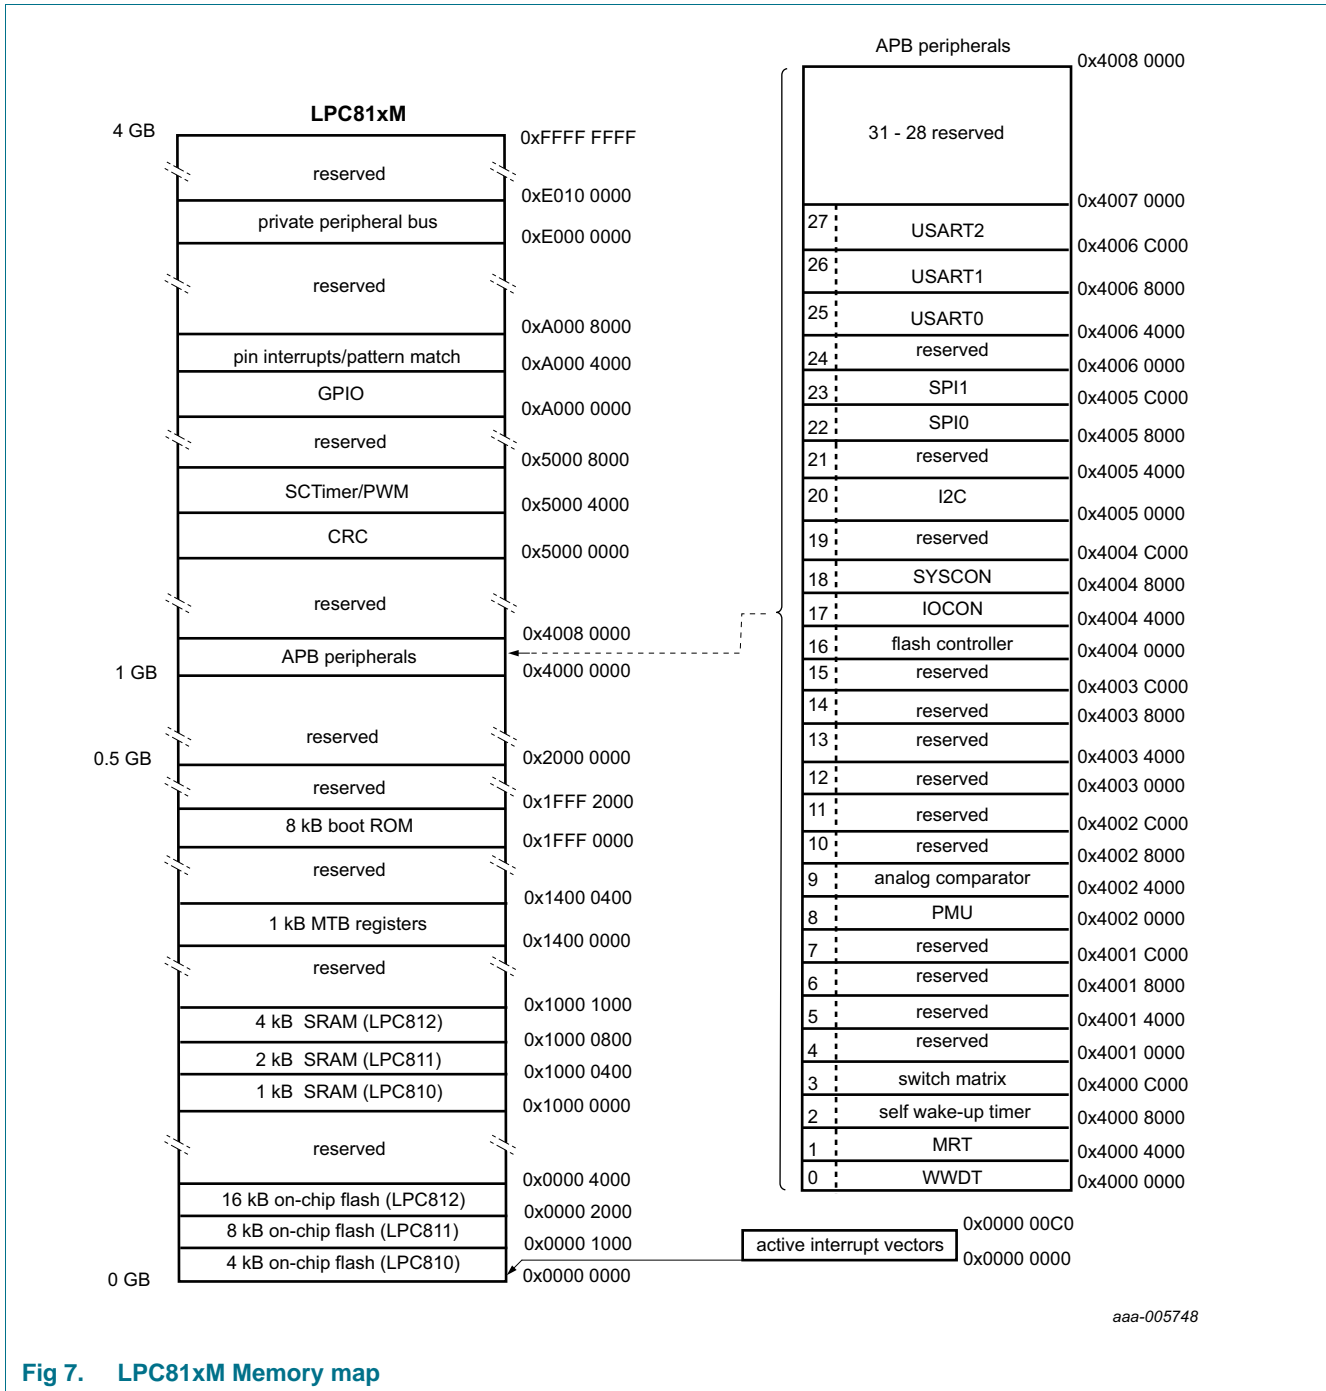 LPC81xM
4 GB
0xFFFF FFFF
reserved
0xE010 0000
private peripheral bus
0xE000 0000
reserved
0xA000 8000
pin interrupts/pattern match
0xA000 4000
GPIO
0xA000 0000
reserved
0x5000 8000
SCTimer/PWM
0x5000 4000
CRC
0x5000 0000
reserved
0x4008 0000
APB peripherals
0x4000 0000
1 GB
reserved
0x2000 0000
0.5 GB
reserved
0x1FFF 2000
8 kB boot ROM
0x1FFF 0000
reserved
0x1400 0400
1 kB MTB registers
0x1400 0000
reserved
0x1000 1000
4 kB SRAM (LPC812)
0x1000 0800
2 kB SRAM (LPC811)
0x1000 0400
1 kB SRAM (LPC810)
0x1000 0000
reserved
0x0000 4000
16 kB on-chip flash (LPC812)
0x0000 2000
8 kB on-chip flash (LPC811)
0x0000 1000
4 kB on-chip flash (LPC810)
0x0000 0000
0 GB
APB peripherals
0x4008 0000
31 - 28 reserved
0x4007 0000
27 USART2
0x4006 C000
26 USART1
0x4006 8000
25 USART0
0x4006 4000
24 reserved
0x4006 0000
23 SPI1
0x4005 C000
22 SPI0
0x4005 8000
21 reserved
0x4005 4000
20 I2C
0x4005 0000
19 reserved
0x4004 C000
18 SYSCON
0x4004 8000
17 IOCON
0x4004 4000
16 flash controller
0x4004 0000
15 reserved
0x4003 C000
14 reserved
0x4003 8000
13 reserved
0x4003 4000
12 reserved
0x4003 0000
11 reserved
0x4002 C000
10 reserved
0x4002 8000
9 analog comparator
0x4002 4000
8 PMU
0x4002 0000
7 reserved
0x4001 C000
6 reserved
0x4001 8000
5 reserved
0x4001 4000
4 reserved
0x4001 0000
3 switch matrix
0x4000 C000
2 self wake-up timer
0x4000 8000
1 MRT
0x4000 4000
0 WWDT
0x4000 0000
0x0000 00C0
active interrupt vectors
0x0000 0000
aaa-005748
Fig 7. LPC81xM Memory map